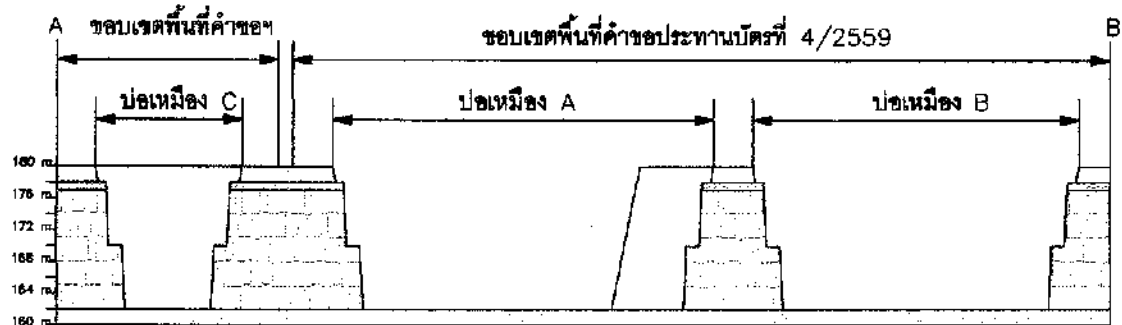 A
ขอบเขตพื้นที่คำขอฯ
ขอบเขตพื้นที่คำขอประทานบัตรที่ 4/2559
B
บ่อเหมือง C
บ่อเหมือง A
บ่อเหมือง B
180 m.
176 m.
172 m.
168 m.
164 m.
160 m.